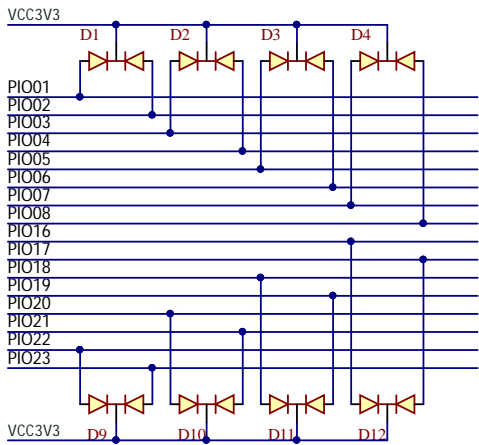 VCC3V3
D1 D2 D3 D4
PIO01
PIO02
PIO03
PIO04
PIO05
PIO06
PIO07
PIO08
PIO16
PIO17
PIO18
PIO19
PIO20
PIO21
PIO22
PIO23
VCC3V3 D9 D10 D11 D12